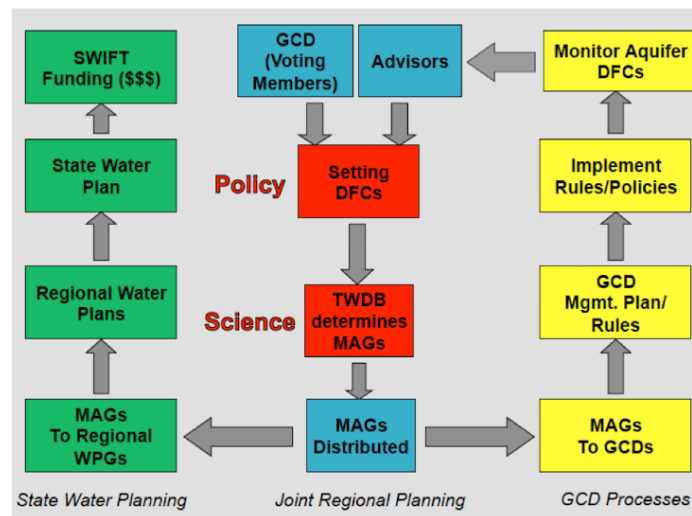 SWIFT
Funding ($$$)
GCD
(Voting
Members)
Advisors
Monitor Aquifer
DFCs
State Water
Plan
Policy
Setting
DFCs
Implement
Rules/Policies
Regional Water
Plans
Science
TWDB
determines
MAGs
GCD
Mgmt. Plan/
Rules
MAGs
To Regional
WPGs
MAGs
Distributed
MAGs
To GCDs
State Water Planning
Joint Regional Planning
GCD Processes